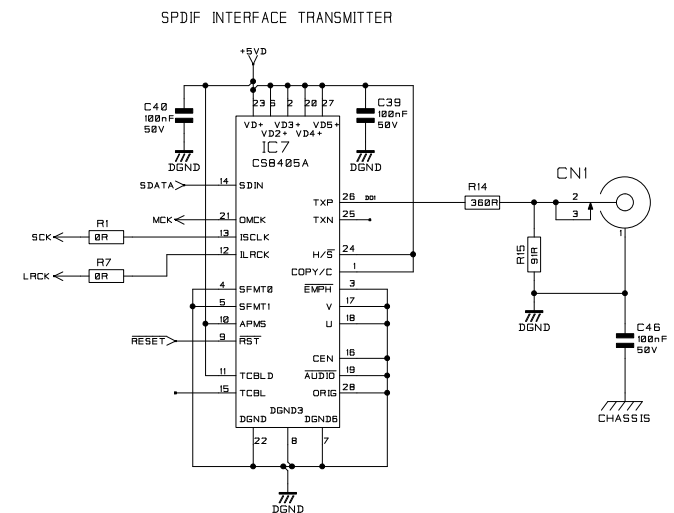 SPDIF INTERFACE TRANSMITTER
+5VD
C40
100nF
50V
DGND
23 6 2 20 27
VD+ VD3+ VD5+
VD2+ VD4+
IC7
CS8405A
C39
100nF
50V
DGND
SDATA 14 SDIN
MCK 21 OMCK
R1
SCK 0R 13 ISCLK
R7
LRCK 0R 12 ILRCK
4 SFMT0
5 SFMT1
10 APMS
RESET 9 RST
11 TCBLD
15 TCBL
TXP 26 DO1
TXN 25
H/S 24
COPY/C 1
EMPH 3
V 17
U 18
CEN 16
AUDIO 19
ORIG 28
DGND3
DGND DGND6
22 8 7
DGND
R14
360R
R15
91R
DGND
CN1
2
3
1
C46
100nF
50V
CHASSIS